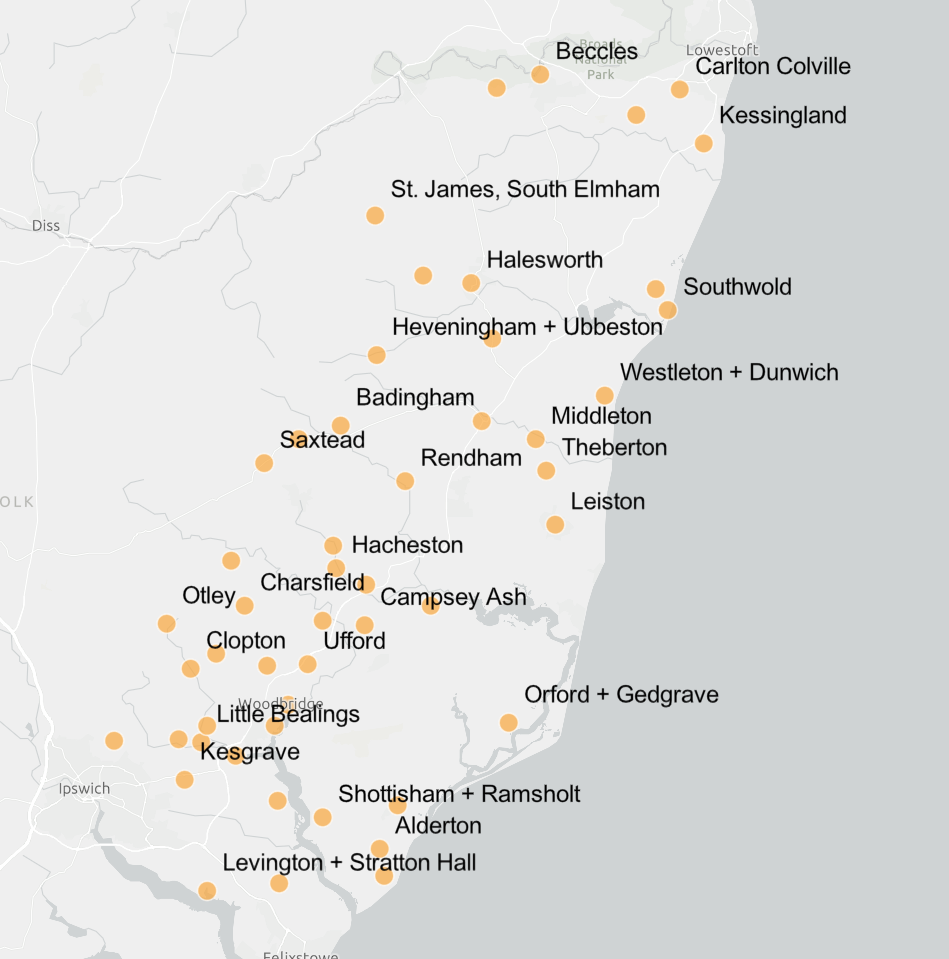 Beccles
Broads
National
Park
Lowestoft
Carlton Colville
Kessingland
St. James, South Elmham
Diss
Halesworth
Southwold
Heveningham + Ubbeston
Westleton + Dunwich
Badingham
Middleton
Saxtead
Theberton
Rendham
OLK
Leiston
Hacheston
Charsfield
Otley
Campsey Ash
Clopton
Ufford
Orford + Gedgrave
Woodbridge
Little Bealings
Kesgrave
Ipswich
Shottisham + Ramsholt
Alderton
Levington + Stratton Hall
Felixstowe